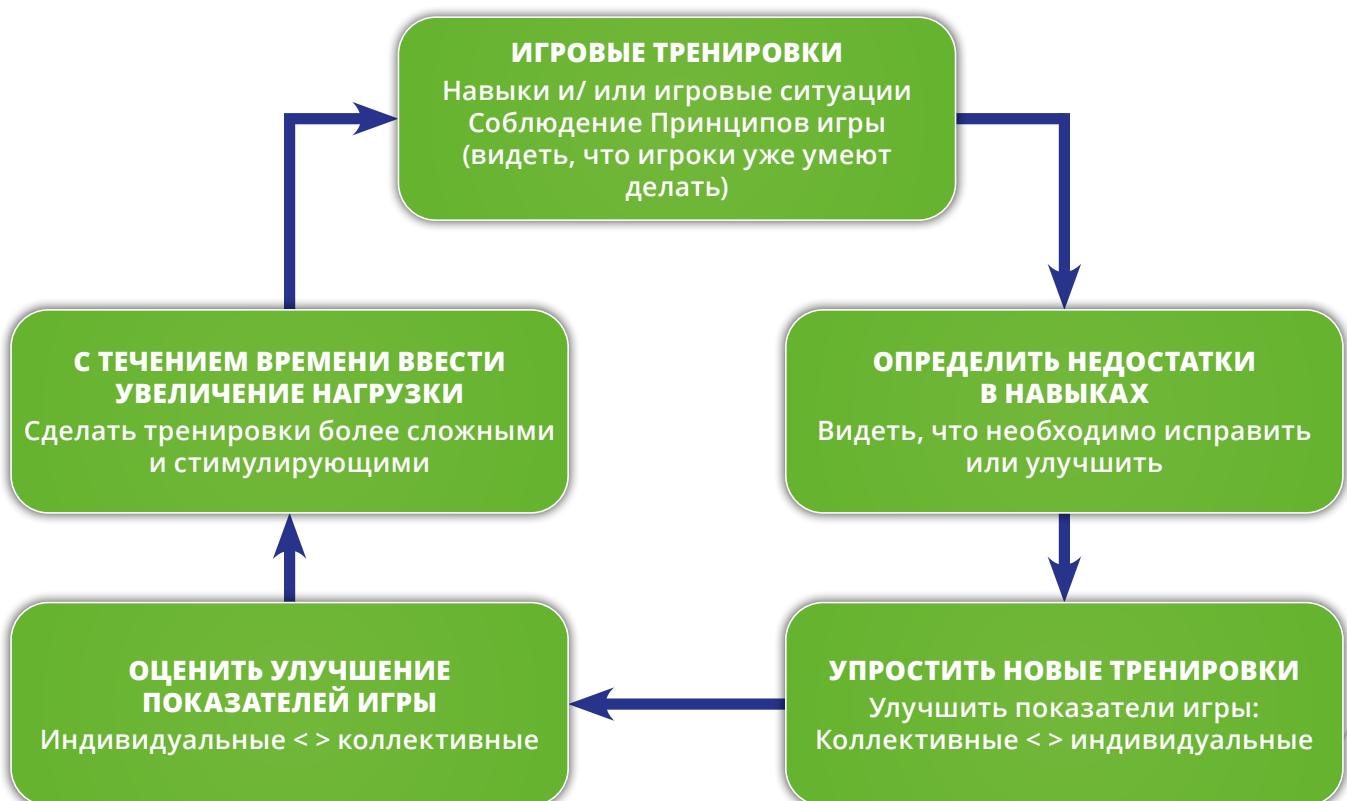 ИГРОВЫЕ ТРЕНИРОВКИ
Навыки и/ или игровые ситуации
Соблюдение Принципов игры
(видеть, что игроки уже умеют
делать)
С ТЕЧЕНИЕМ ВРЕМЕНИ ВВЕСТИ
УВЕЛИЧЕНИЕ НАГРУЗКИ
Сделать тренировки более сложными
и стимулирующими
ОПРЕДЕЛИТЬ НЕДОСТАТКИ
В НАВЫКАХ
Видеть, что необходимо исправить
или улучшить
ОЦЕНИТЬ УЛУЧШЕНИЕ
ПОКАЗАТЕЛЕЙ ИГРЫ
Индивидуальные < > коллективные
УПРОСТИТЬ НОВЫЕ ТРЕНИРОВКИ
Улучшить показатели игры:
Коллективные < > индивидуальные